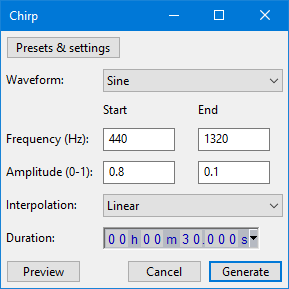 Chirp
Presets & settings
Waveform: Sine
Start End
Frequency (Hz): 440 1320
Amplitude (0-1): 0.8 0.1
Interpolation: Linear
Duration: 00h00m30.000s
Preview Cancel Generate